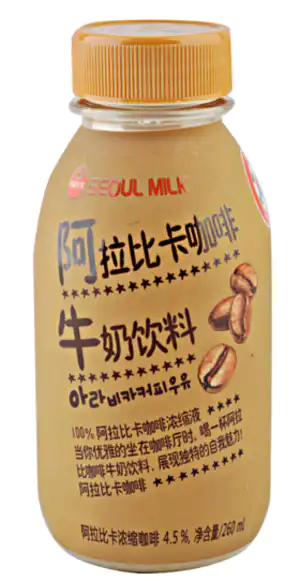 SEOUL MILK
阿拉比卡咖啡
牛奶饮料
아라비카커피우유
100% 阿拉比卡咖啡浓缩液
当你优雅的坐在咖啡厅时, 喝一杯阿拉
比咖啡牛奶饮料, 展现独特的自我魅力!
阿拉比卡咖啡
阿拉比卡浓缩咖啡 4.5%, 净含量/260 ml